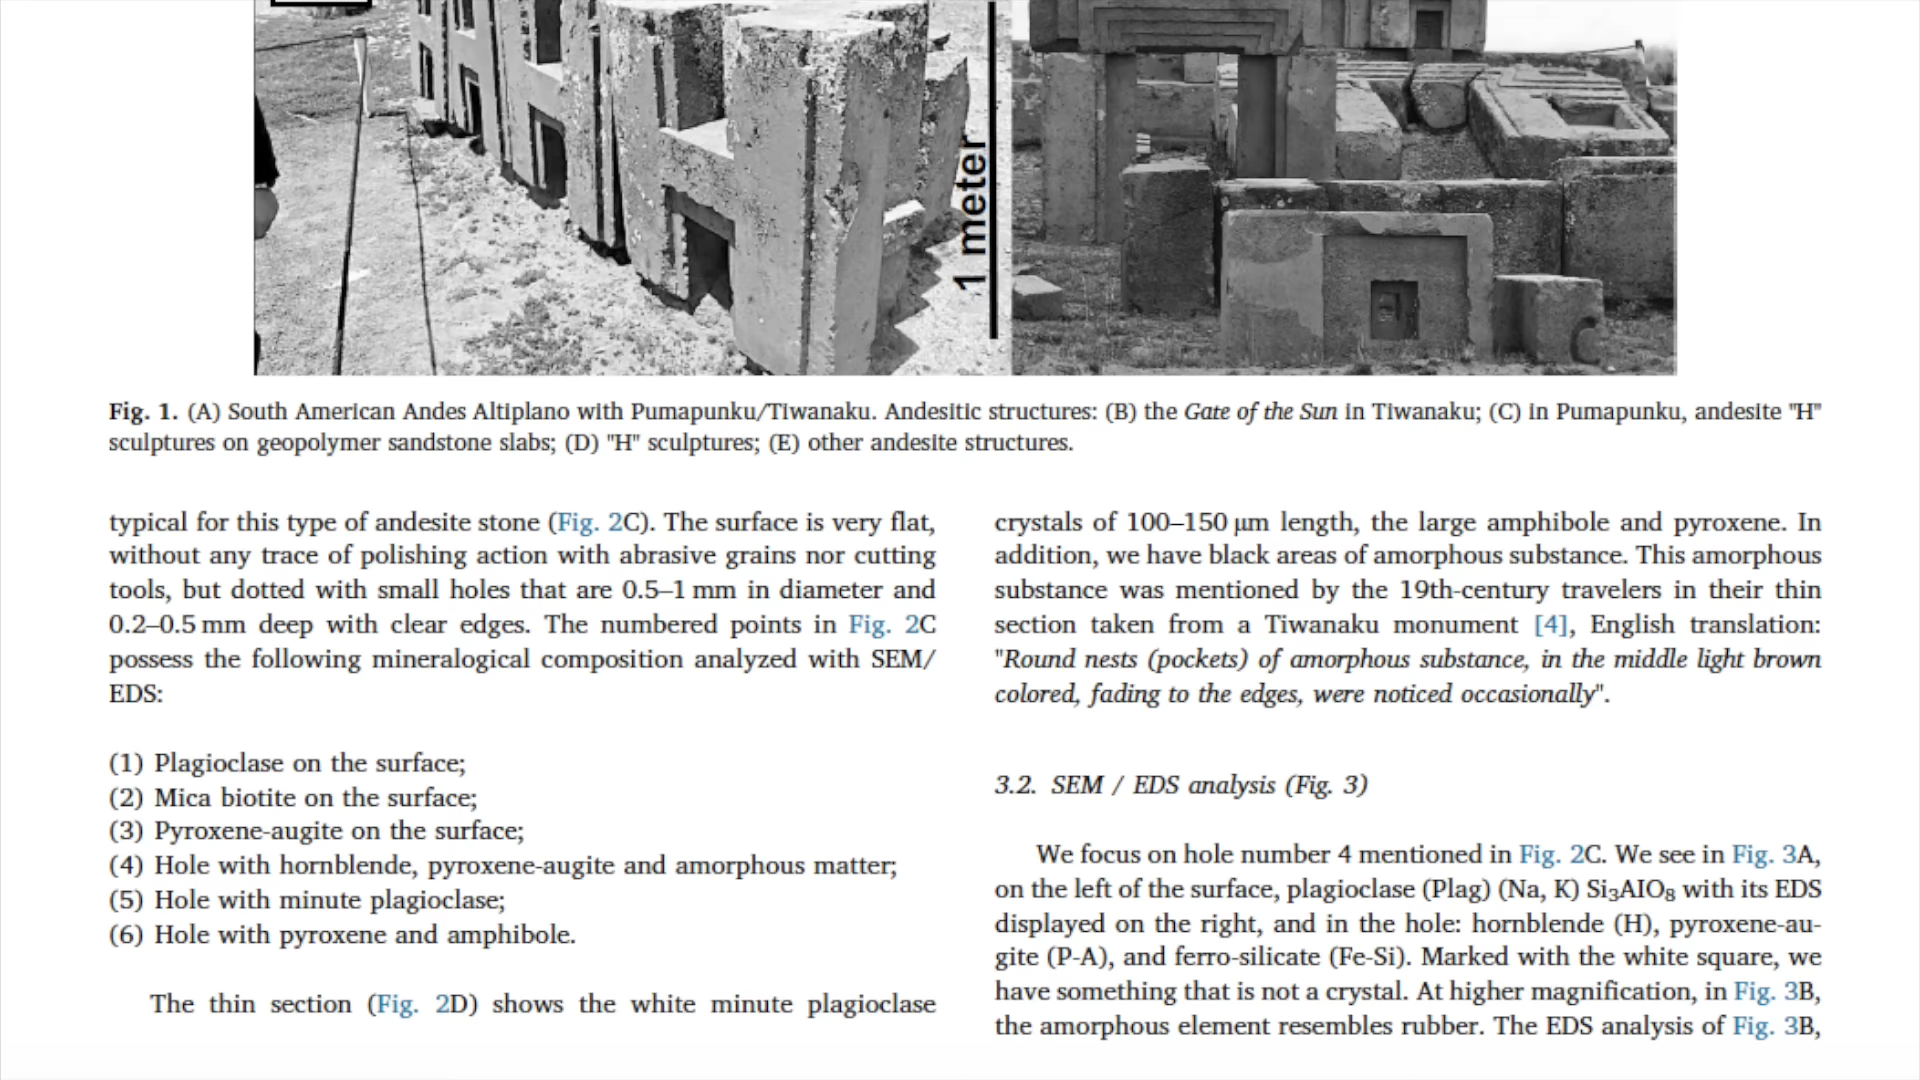 1 meter
Fig. 1. (A) South American Andes Altiplano with Pumapunku/Tiwanaku. Andesitic structures: (B) the Gate of the Sun in Tiwanaku; (C) in Pumapunku, andesite "H"
sculptures on geopolymer sandstone slabs; (D) "H" sculptures; (E) other andesite structures.
typical for this type of andesite stone (Fig. 2C). The surface is very flat,
without any trace of polishing action with abrasive grains nor cutting
tools, but dotted with small holes that are 0.5–1 mm in diameter and
0.2–0.5 mm deep with clear edges. The numbered points in Fig. 2C
possess the following mineralogical composition analyzed with SEM/
EDS:
(1) Plagioclase on the surface;
(2) Mica biotite on the surface;
(3) Pyroxene-augite on the surface;
(4) Hole with hornblende, pyroxene-augite and amorphous matter;
(5) Hole with minute plagioclase;
(6) Hole with pyroxene and amphibole.
The thin section (Fig. 2D) shows the white minute plagioclase
crystals of 100–150 μm length, the large amphibole and pyroxene. In
addition, we have black areas of amorphous substance. This amorphous
substance was mentioned by the 19th-century travelers in their thin
section taken from a Tiwanaku monument [4], English translation:
"Round nests (pockets) of amorphous substance, in the middle light brown
colored, fading to the edges, were noticed occasionally".
3.2. SEM / EDS analysis (Fig. 3)
We focus on hole number 4 mentioned in Fig. 2C. We see in Fig. 3A,
on the left of the surface, plagioclase (Plag) (Na, K) Si₃AIO₈ with its EDS
displayed on the right, and in the hole: hornblende (H), pyroxene-au-
gite (P-A), and ferro-silicate (Fe-Si). Marked with the white square, we
have something that is not a crystal. At higher magnification, in Fig. 3B,
the amorphous element resembles rubber. The EDS analysis of Fig. 3B,